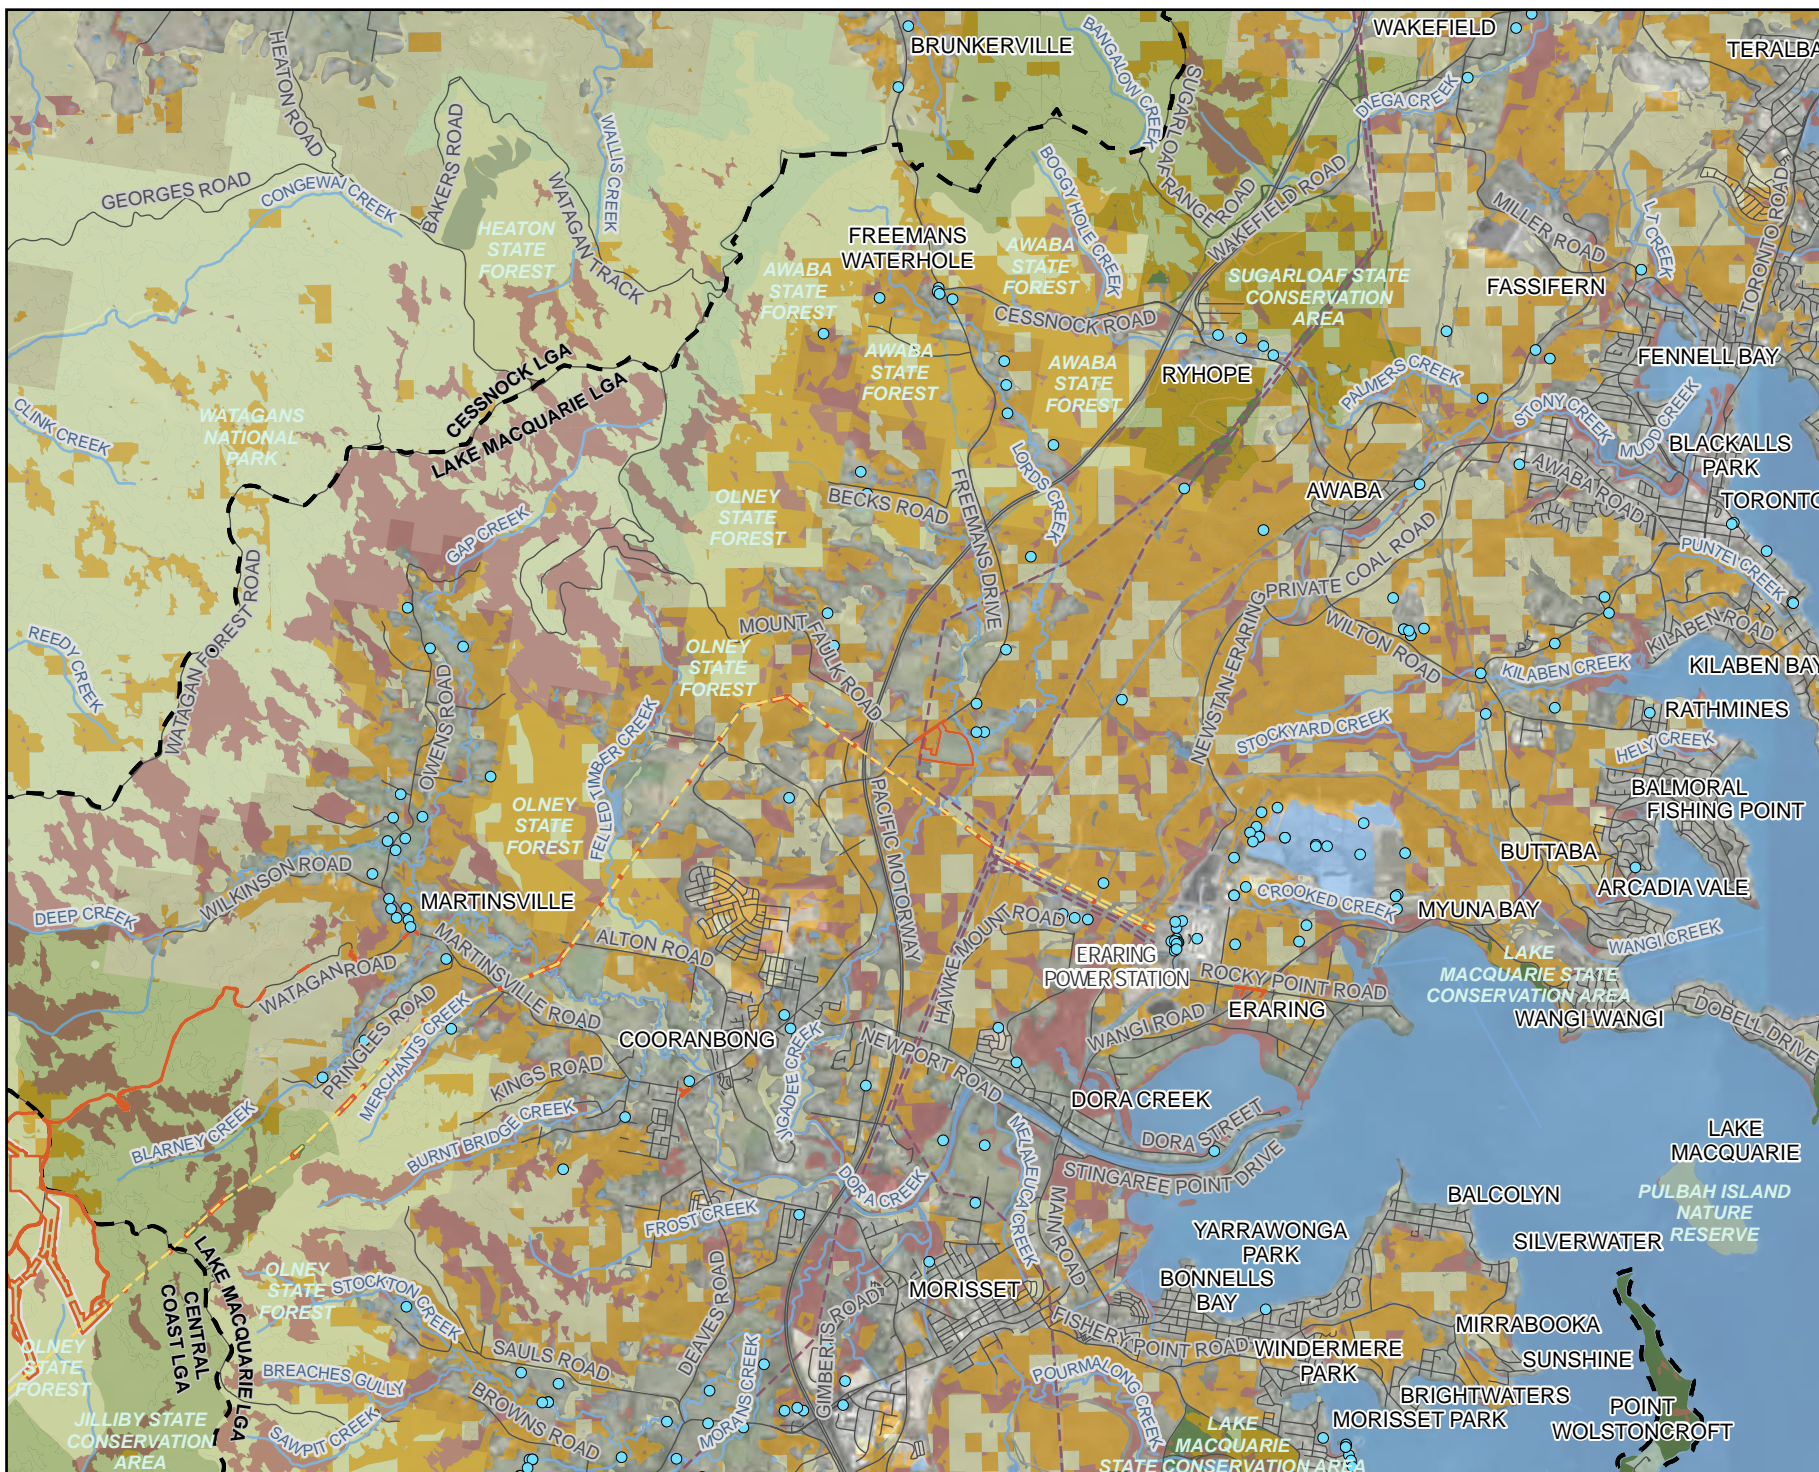 BRUNKERVILLE
WAKEFIELD
TERALBA
HEATON ROAD
BANGALOW CREEK
SUGARLOAF RANGE ROAD
DIEGA CREEK
BAKERS ROAD
WALLIS CREEK
GEORGES ROAD
CONGEWAI CREEK
WATAGAN TRACK
BOGGY HOLE CREEK
WAKEFIELD ROAD
MILLER ROAD
L T CREEK
TORONTO ROAD
HEATON
STATE
FOREST
FREEMANS
WATERHOLE
AWABA
STATE
FOREST
AWABA
STATE
FOREST
SUGARLOAF STATE
CONSERVATION
AREA
FASSIFERN
CESSNOCK ROAD
CESSNOCK LGA
LAKE MACQUARIE LGA
AWABA
STATE
FOREST
AWABA
STATE
FOREST
RYHOPE
PALMERS CREEK
FENNELL BAY
CLINK CREEK
WATAGANS
NATIONAL
PARK
STONY CREEK
MUDD CREEK
BLACKALLS
PARK
GAP CREEK
OLNEY
STATE
FOREST
BECKS ROAD
FREEMANS DRIVE
LORDS CREEK
AWABA
AWABA ROAD
TORONTO
PUNTEI CREEK
WATAGAN FOREST ROAD
NEWSTAN-ERARING PRIVATE COAL ROAD
REEDY CREEK
OWENS ROAD
OLNEY
STATE
FOREST
MOUNT FAULK ROAD
WILTON ROAD
KILABEN ROAD
KILABEN CREEK
KILABEN BAY
RATHMINES
STOCKYARD CREEK
HELY CREEK
FELLED TIMBER CREEK
OLNEY
STATE
FOREST
PACIFIC MOTORWAY
BALMORAL
FISHING POINT
BUTTABA
ARCADIA VALE
WILKINSON ROAD
DEEP CREEK
MARTINSVILLE
HAWKE MOUNT ROAD
CROOKED CREEK
MYUNA BAY
WANGI CREEK
MARTINSVILLE ROAD
ALTON ROAD
ERARING
POWER STATION
LAKE
MACQUARIE STATE
CONSERVATION AREA
WATAGAN ROAD
ROCKY POINT ROAD
ERARING
WANGI WANGI
DOBELL DRIVE
PRINGLES ROAD
MERCHANTS CREEK
COORANBONG
NEWPORT ROAD
WANGI ROAD
KINGS ROAD
JIGADEE CREEK
DORA CREEK
BLARNEY CREEK
BURNT BRIDGE CREEK
DORA STREET
STINGAREE POINT DRIVE
LAKE
MACQUARIE
DORA CREEK
MELALEUCA CREEK
MAIN ROAD
BALCOLYN
PULBAH ISLAND
NATURE
RESERVE
FROST CREEK
YARRAWONGA
PARK
SILVERWATER
LAKE MACQUARIE LGA
CENTRAL
COAST LGA
OLNEY
STATE
FOREST
STOCKTON CREEK
DEAVES ROAD
GIMBERTS ROAD
MORISSET
BONNELLS
BAY
FISHERY POINT ROAD
MIRRABOOKA
OLNEY
STATE
FOREST
SAULS ROAD
WINDERMERE
PARK
SUNSHINE
BREACHES GULLY
BROWNS ROAD
MORANS CREEK
POURMALONG CREEK
BRIGHTWATERS
MORISSET PARK
POINT
WOLSTONCROFT
JILLIBY STATE
CONSERVATION
AREA
SAWPIT CREEK
LAKE
MACQUARIE
STATE CONSERVATION AREA